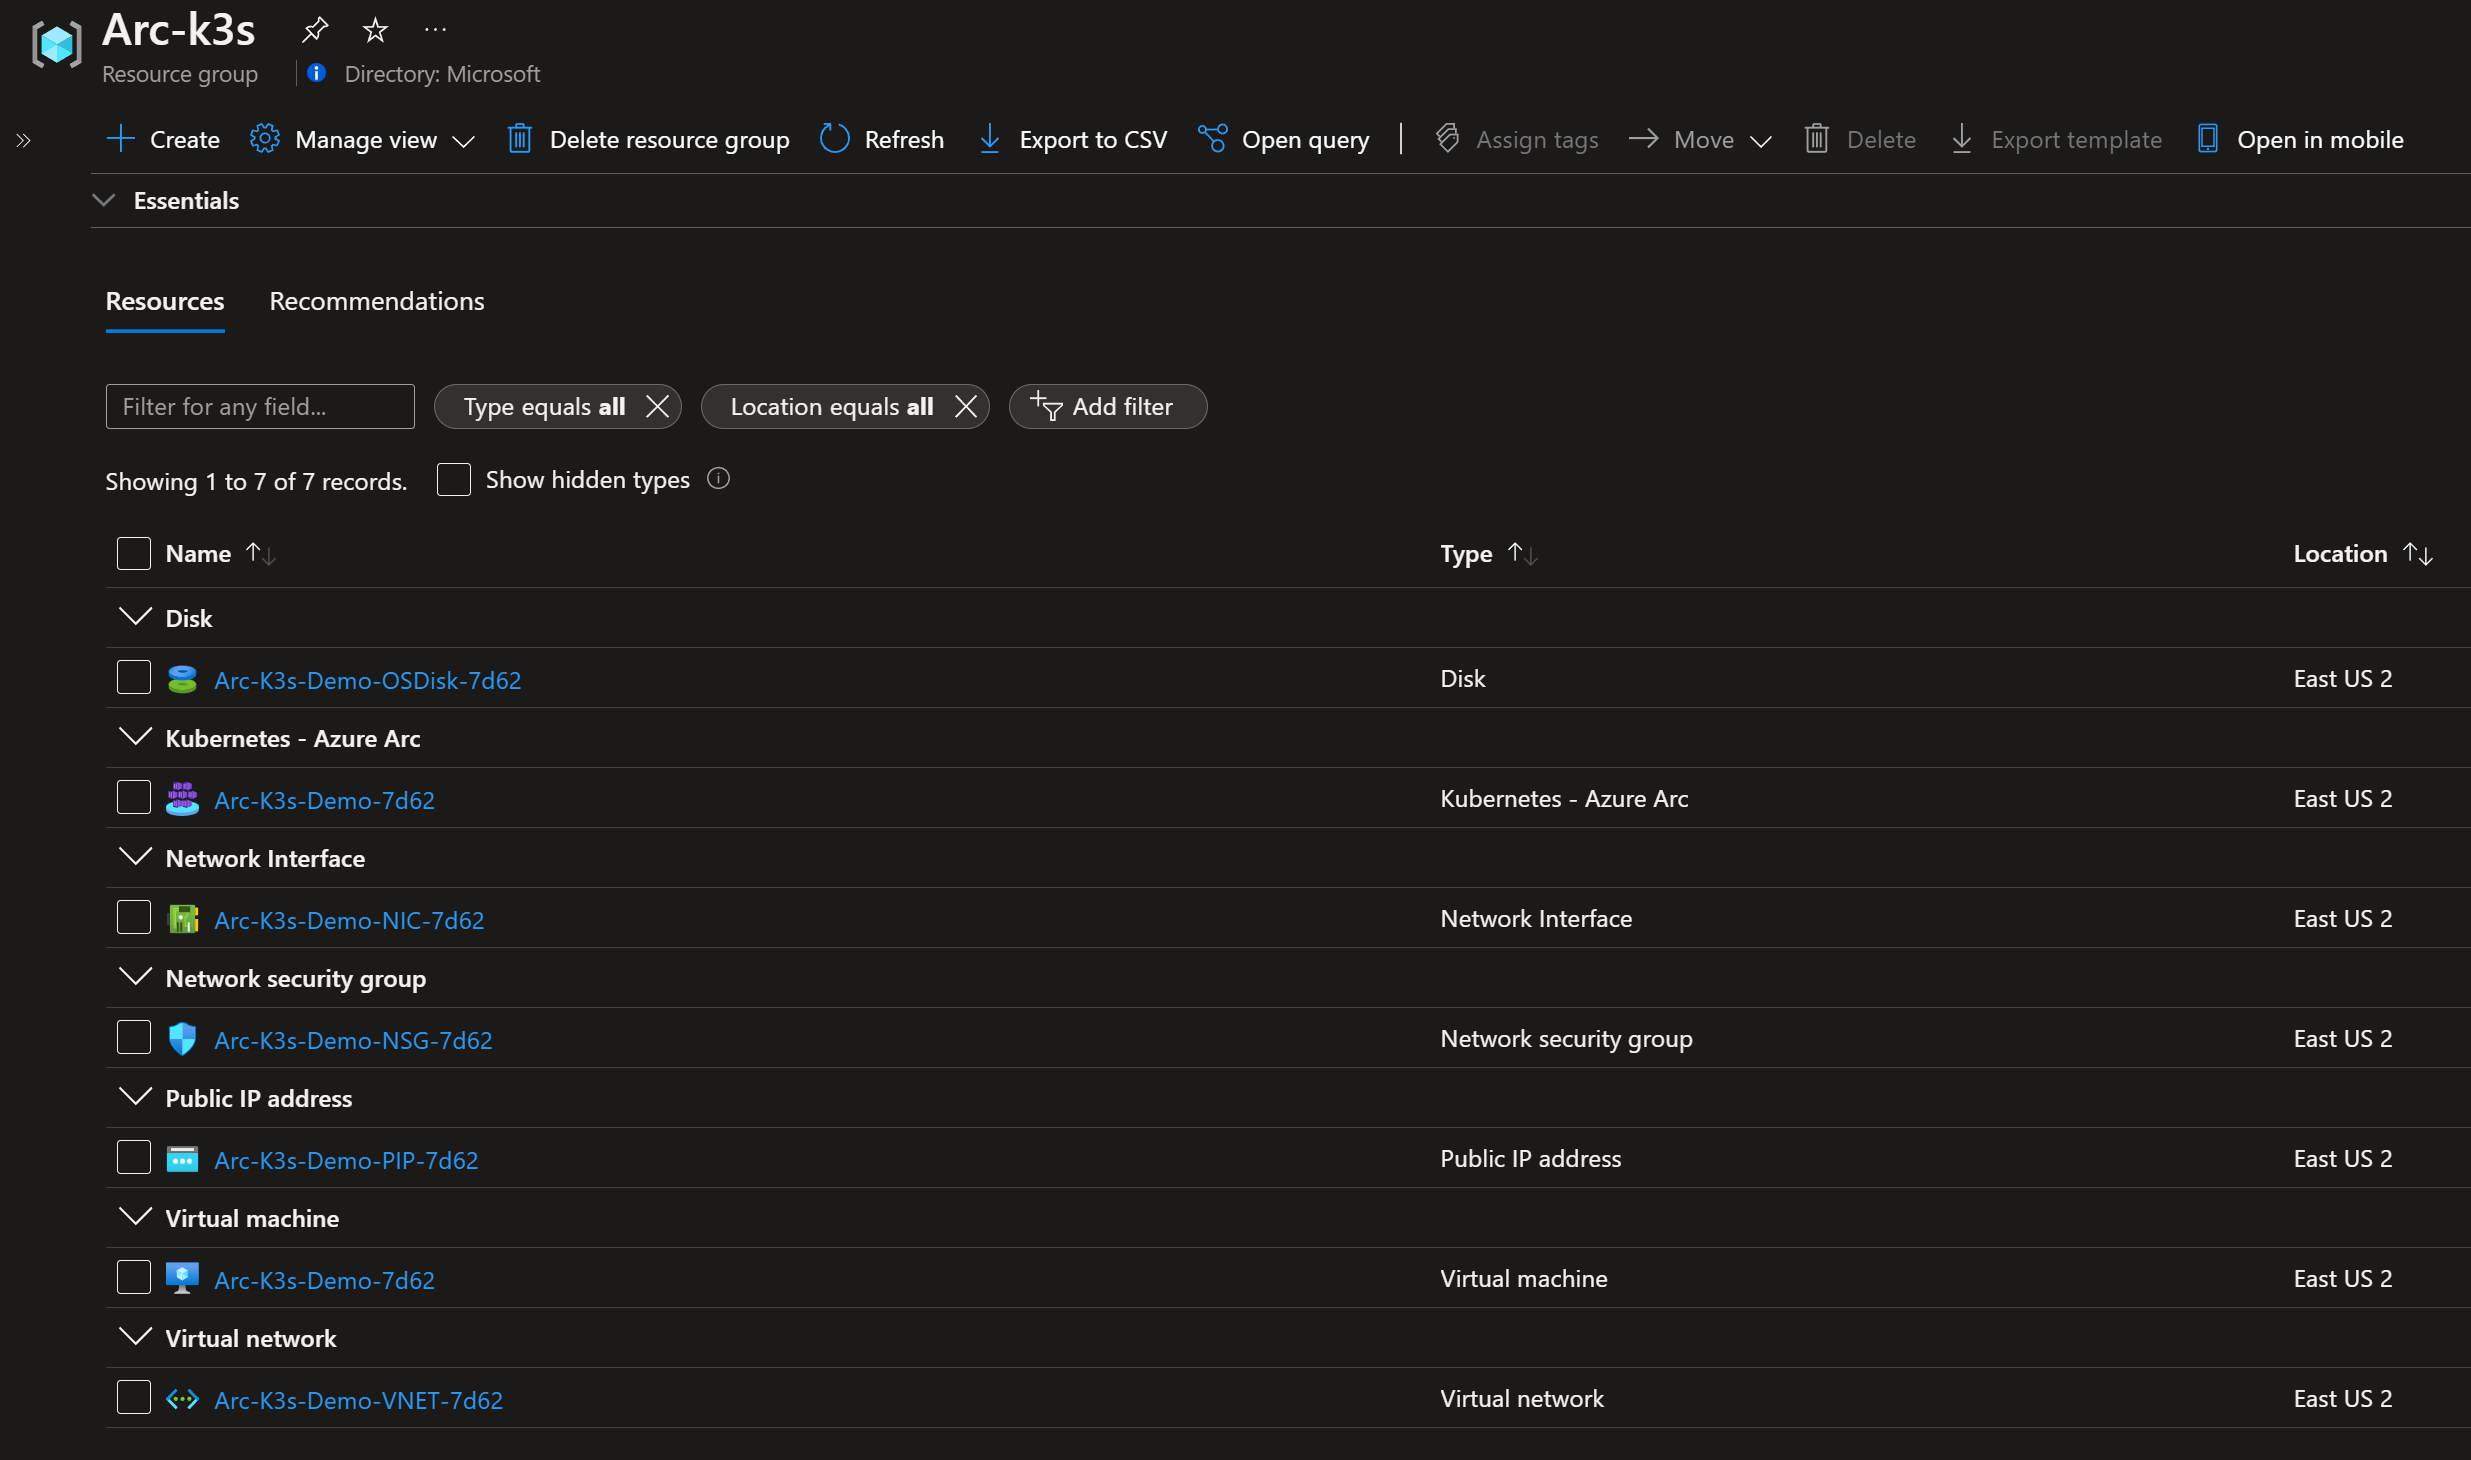 Arc-k3s
Resource group
Directory: Microsoft
Create Manage view Delete resource group Refresh Export to CSV Open query Assign tags Move Delete Export template Open in mobile
Essentials
Resources Recommendations
Filter for any field... Type equals all Location equals all Add filter
Showing 1 to 7 of 7 records. Show hidden types
Name Type Location
Disk
Arc-K3s-Demo-OSDisk-7d62 Disk East US 2
Kubernetes - Azure Arc
Arc-K3s-Demo-7d62 Kubernetes - Azure Arc East US 2
Network Interface
Arc-K3s-Demo-NIC-7d62 Network Interface East US 2
Network security group
Arc-K3s-Demo-NSG-7d62 Network security group East US 2
Public IP address
Arc-K3s-Demo-PIP-7d62 Public IP address East US 2
Virtual machine
Arc-K3s-Demo-7d62 Virtual machine East US 2
Virtual network
Arc-K3s-Demo-VNET-7d62 Virtual network East US 2